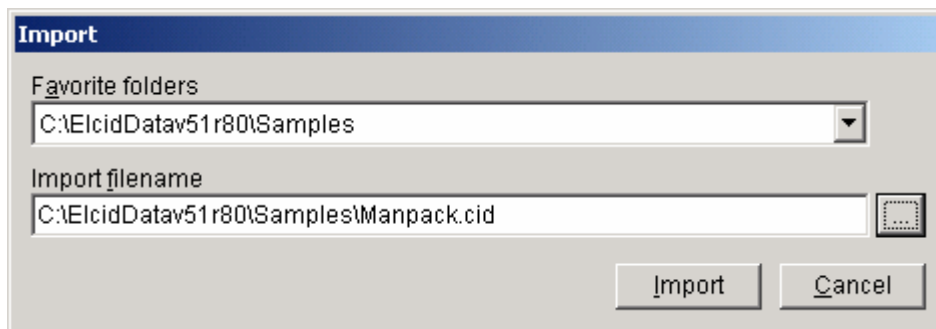 Import
Favorite folders
C:\ElcidDatav51r80\Samples
Import filename
C:\ElcidDatav51r80\Samples\Manpack.cid
...
Import Cancel